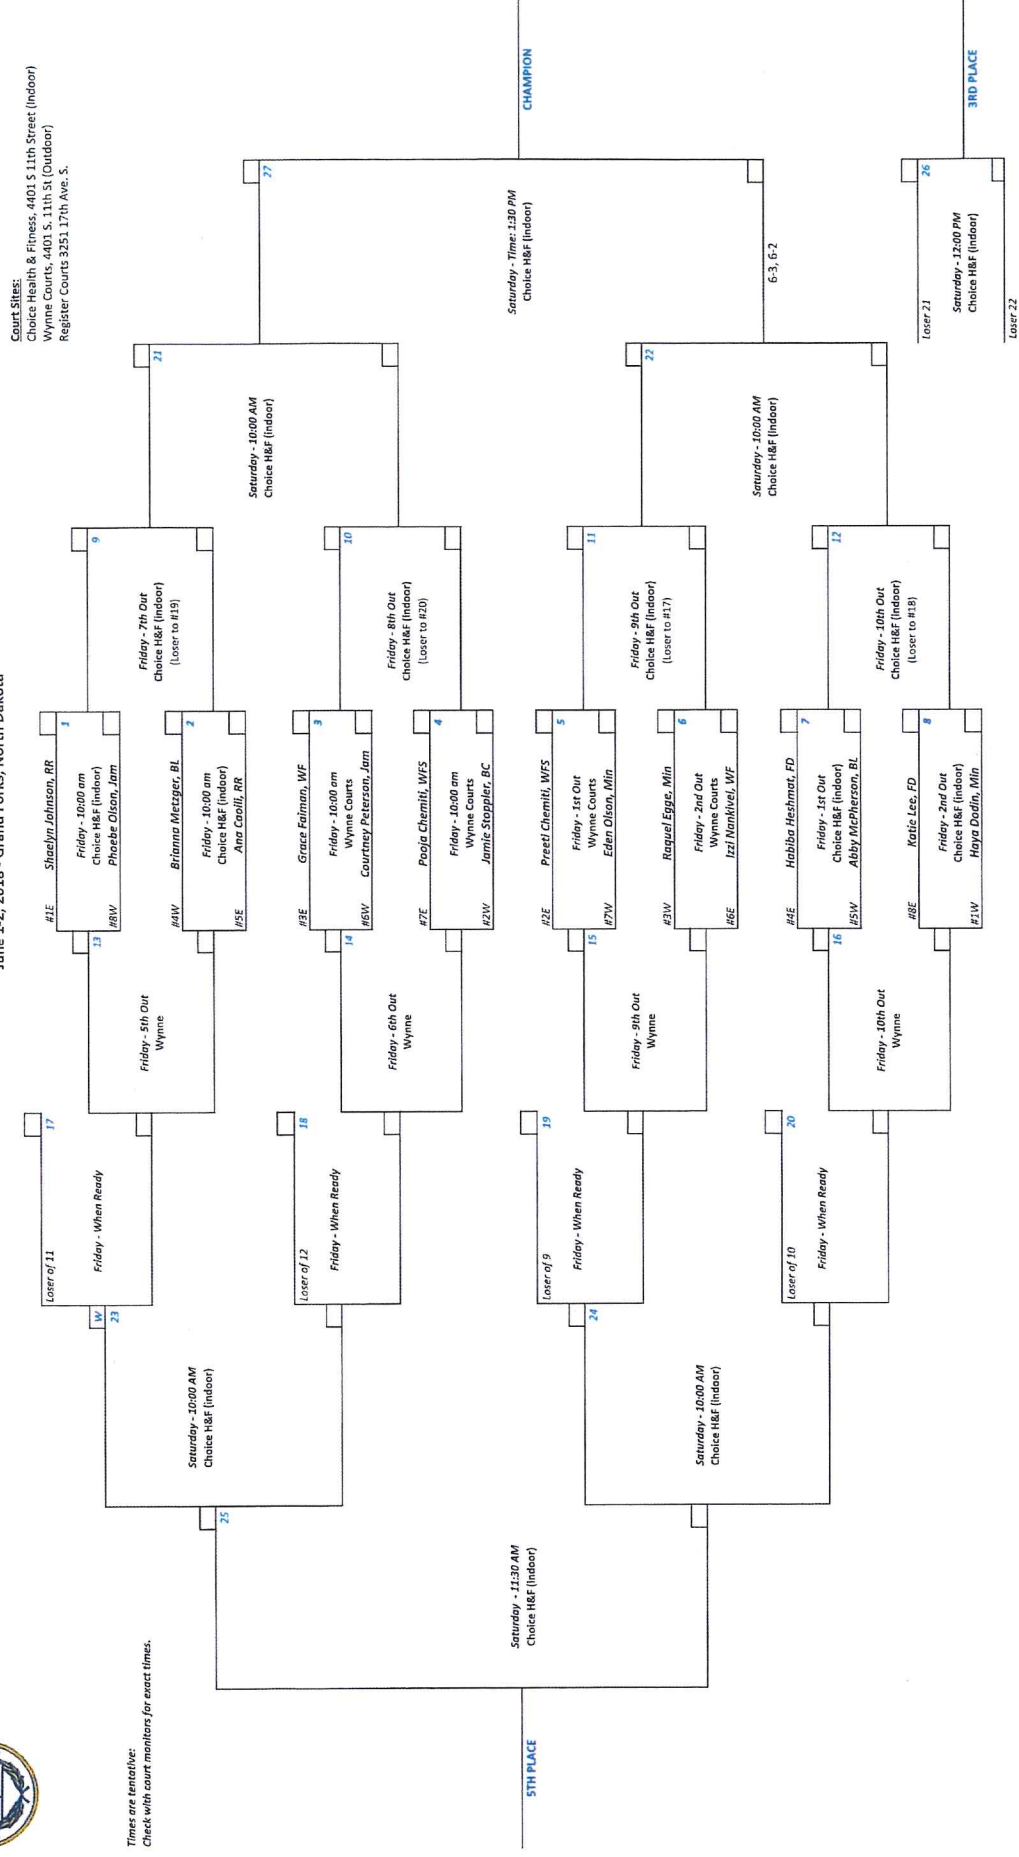 June 1-2, 2018 - Grand Forks, North Dakota
Court Sites:
Choice Health & Fitness, 4401 S 11th Street (Indoor)
Wynne Courts, 4401 S. 11th St (Outdoor)
Register Courts 3251 17th Ave. S.
Times are tentative:
Check with court monitors for exact times.
#1E Shaelyn Johnson, RR
1
Friday - 10:00 am
Choice H&F (indoor)
#8W Phoebe Olson, Jam
#4W Brianna Metzger, BL
2
Friday - 10:00 am
Choice H&F (indoor)
#5E Ana Caoili, RR
#3E Grace Faiman, WF
3
Friday - 10:00 am
Wynne Courts
#6W Courtney Peterson, Jam
#7E Pooja Chemiti, WFS
4
Friday - 10:00 am
Wynne Courts
#2W Jamie Stoppler, BC
#2E Preeti Chemiti, WFS
5
Friday - 1st Out
Wynne Courts
#7W Eden Olson, Min
#3W Raquel Egge, Min
6
Friday - 2nd Out
Wynne Courts
#6E Izzi Nankivel, WF
#4E Habiba Heshmat, FD
7
Friday - 1st Out
Choice H&F (indoor)
#5W Abby McPherson, BL
#8E Katie Lee, FD
8
Friday - 2nd Out
Choice H&F (indoor)
#1W Haya Dodin, Min
9
Friday - 7th Out
Choice H&F (indoor)
(Loser to #19)
10
Friday - 8th Out
Choice H&F (indoor)
(Loser to #20)
11
Friday - 9th Out
Choice H&F (indoor)
(Loser to #17)
12
Friday - 10th Out
Choice H&F (indoor)
(Loser to #18)
21
Saturday - 10:00 AM
Choice H&F (indoor)
22
Saturday - 10:00 AM
Choice H&F (indoor)
27
Saturday - Time: 1:30 PM
Choice H&F (indoor)
6-3, 6-2
CHAMPION
Loser 21
26
Saturday - 12:00 PM
Choice H&F (indoor)
Loser 22
3RD PLACE
13
Friday - 5th Out
Wynne
14
Friday - 6th Out
Wynne
15
Friday - 9th Out
Wynne
16
Friday - 10th Out
Wynne
17
Loser of 11
Friday - When Ready
18
Loser of 12
Friday - When Ready
19
Loser of 9
Friday - When Ready
20
Loser of 10
Friday - When Ready
W
23
Saturday - 10:00 AM
Choice H&F (indoor)
24
Saturday - 10:00 AM
Choice H&F (indoor)
25
Saturday - 11:30 AM
Choice H&F (indoor)
5TH PLACE